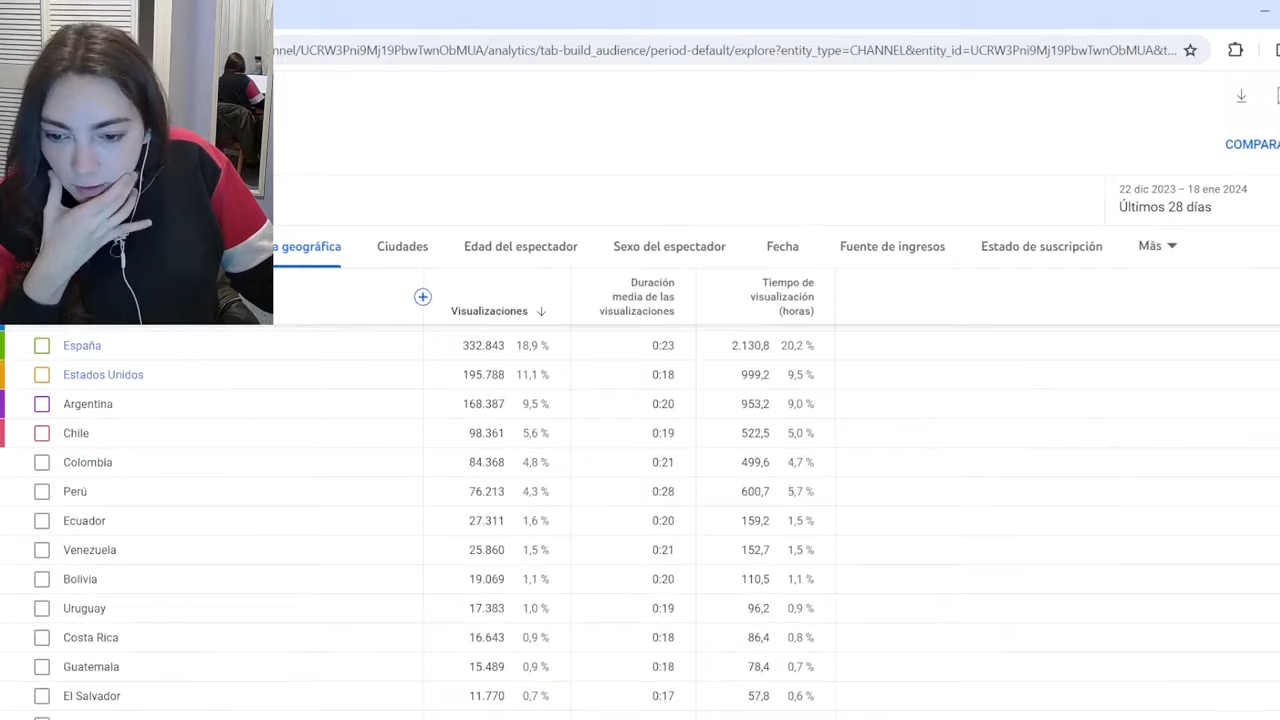 nnel/UCRW3Pni9Mj19PbwTwnObMUA/analytics/tab-build_audience/period-default/explore?entity_type=CHANNEL&entity_id=UCRW3Pni9Mj19PbwTwnObMUA&t...
COMPARA
22 dic 2023 – 18 ene 2024
Últimos 28 días
a geográfica Ciudades Edad del espectador Sexo del espectador Fecha Fuente de ingresos Estado de suscripción Más
Visualizaciones Duración media de las visualizaciones Tiempo de visualización (horas)
España 332.843 18,9 % 0:23 2.130,8 20,2 %
Estados Unidos 195.788 11,1 % 0:18 999,2 9,5 %
Argentina 168.387 9,5 % 0:20 953,2 9,0 %
Chile 98.361 5,6 % 0:19 522,5 5,0 %
Colombia 84.368 4,8 % 0:21 499,6 4,7 %
Perú 76.213 4,3 % 0:28 600,7 5,7 %
Ecuador 27.311 1,6 % 0:20 159,2 1,5 %
Venezuela 25.860 1,5 % 0:21 152,7 1,5 %
Bolivia 19.069 1,1 % 0:20 110,5 1,1 %
Uruguay 17.383 1,0 % 0:19 96,2 0,9 %
Costa Rica 16.643 0,9 % 0:18 86,4 0,8 %
Guatemala 15.489 0,9 % 0:18 78,4 0,7 %
El Salvador 11.770 0,7 % 0:17 57,8 0,6 %